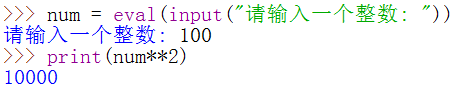 >>> num = eval(input("请输入一个整数: "))
请输入一个整数: 100
>>> print(num**2)
10000